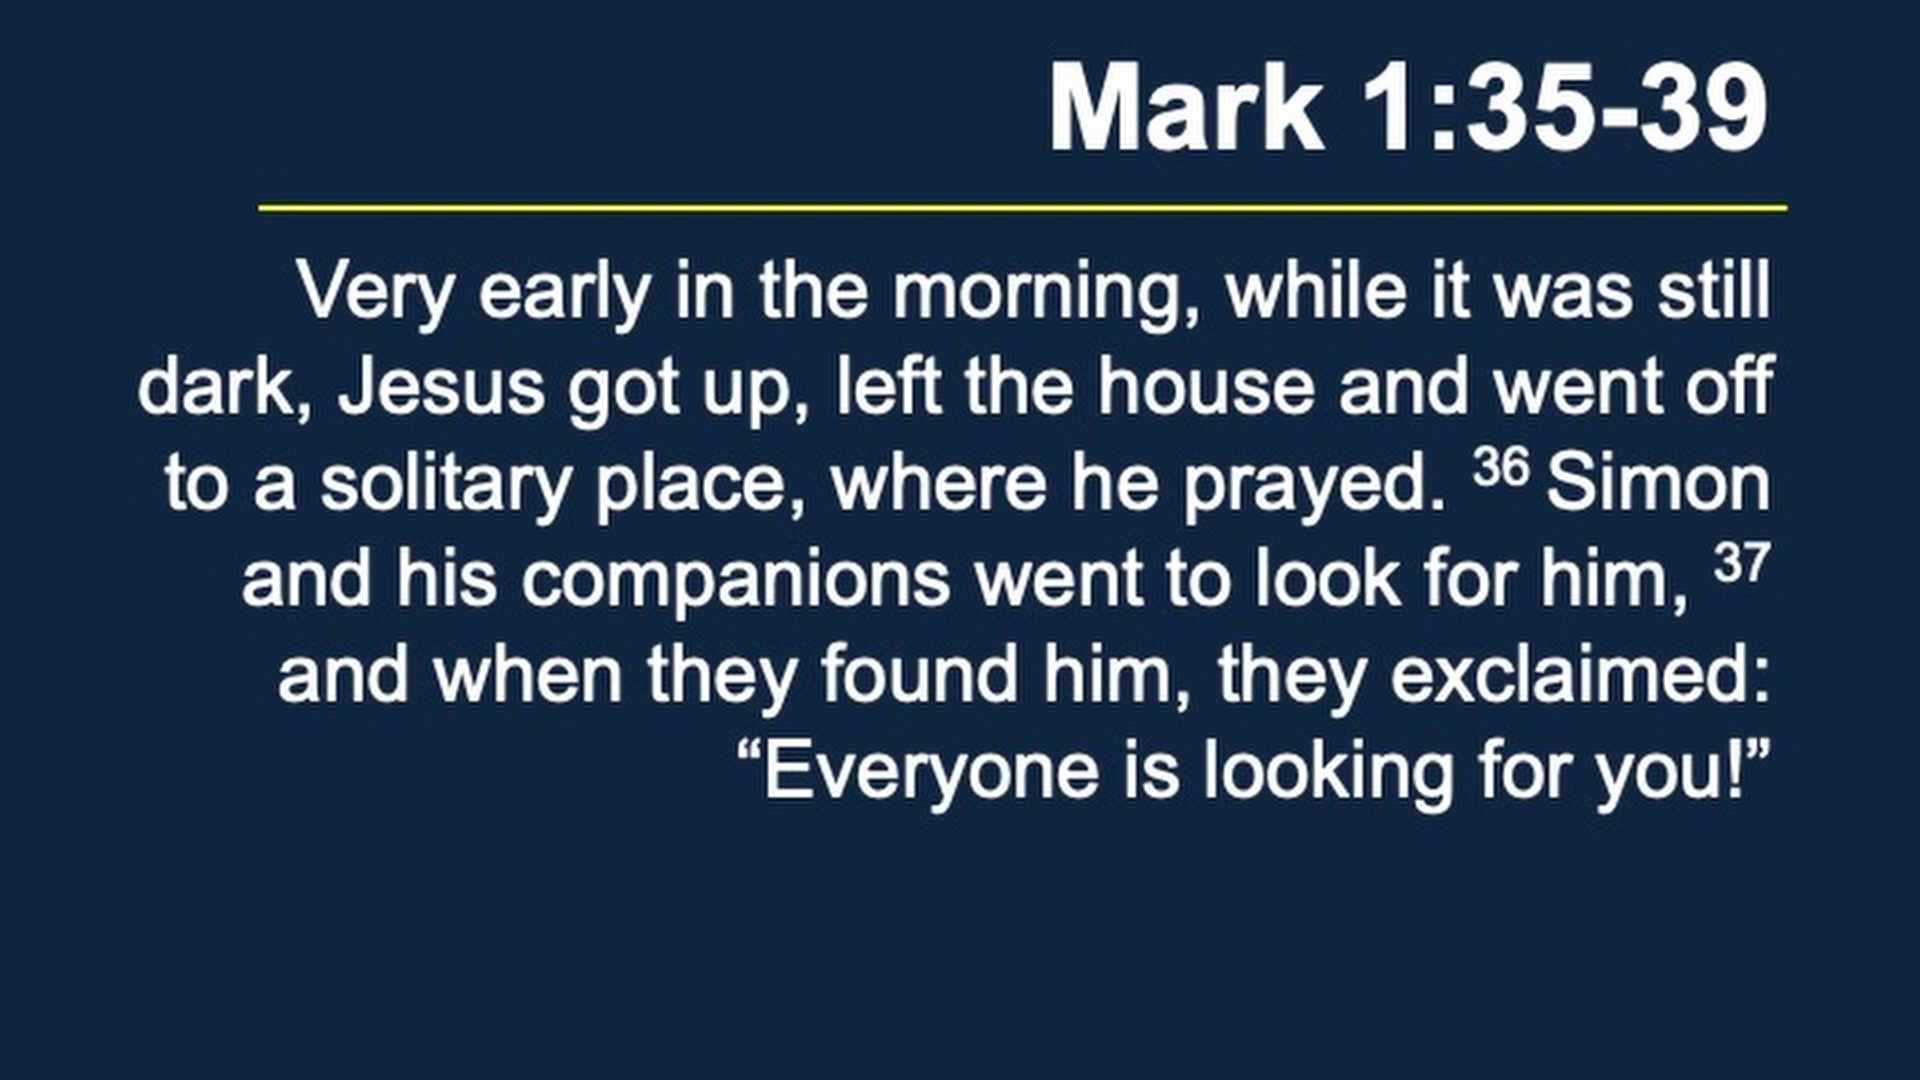 Mark 1:35-39
Very early in the morning, while it was still
dark, Jesus got up, left the house and went off
to a solitary place, where he prayed. 36 Simon
and his companions went to look for him, 37
and when they found him, they exclaimed:
“Everyone is looking for you!”